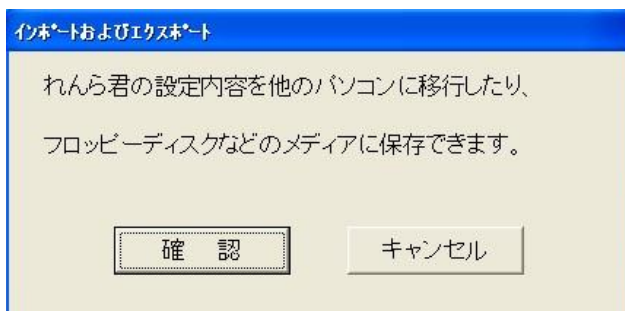 インポートおよびエクスポート
れんら君の設定内容を他のパソコンに移行したり、
フロッピーディスクなどのメディアに保存できます。
確　認
キャンセル